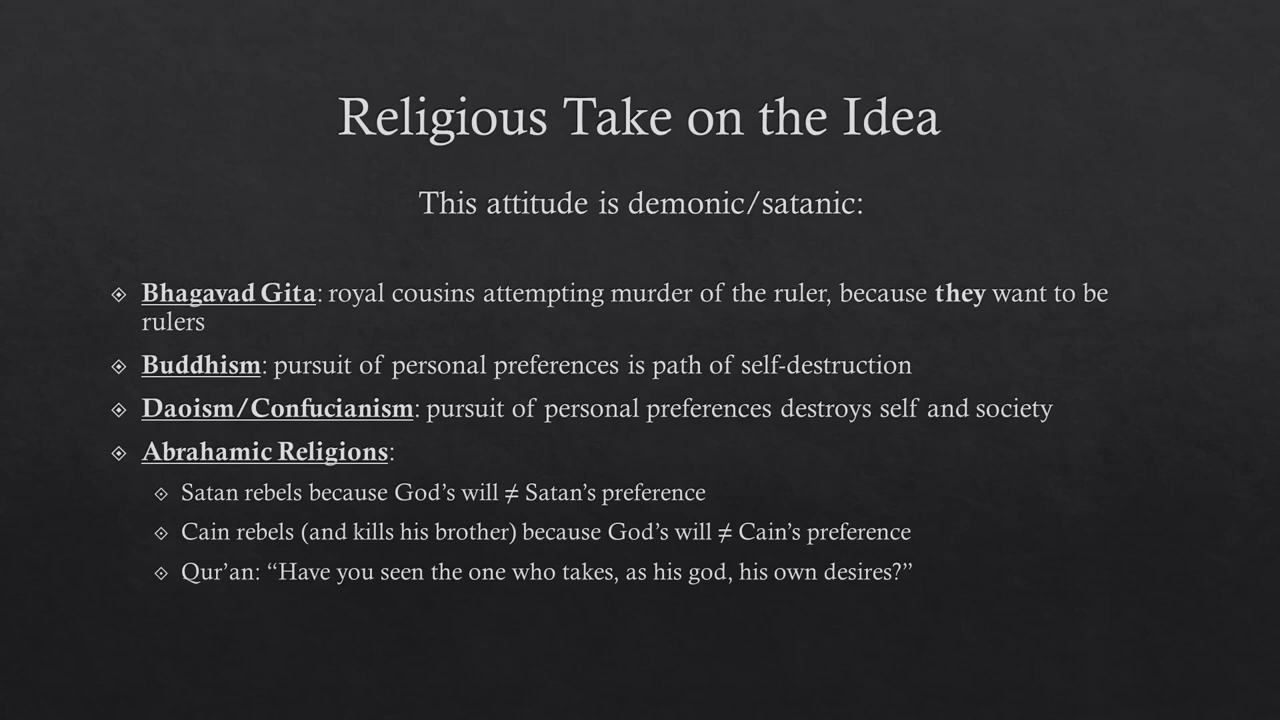 Religious Take on the Idea
This attitude is demonic/satanic:
Bhagavad Gita: royal cousins attempting murder of the ruler, because they want to be
rulers
Buddhism: pursuit of personal preferences is path of self-destruction
Daoism/Confucianism: pursuit of personal preferences destroys self and society
Abrahamic Religions:
Satan rebels because God’s will ≠ Satan’s preference
Cain rebels (and kills his brother) because God’s will ≠ Cain’s preference
Qur’an: “Have you seen the one who takes, as his god, his own desires?”